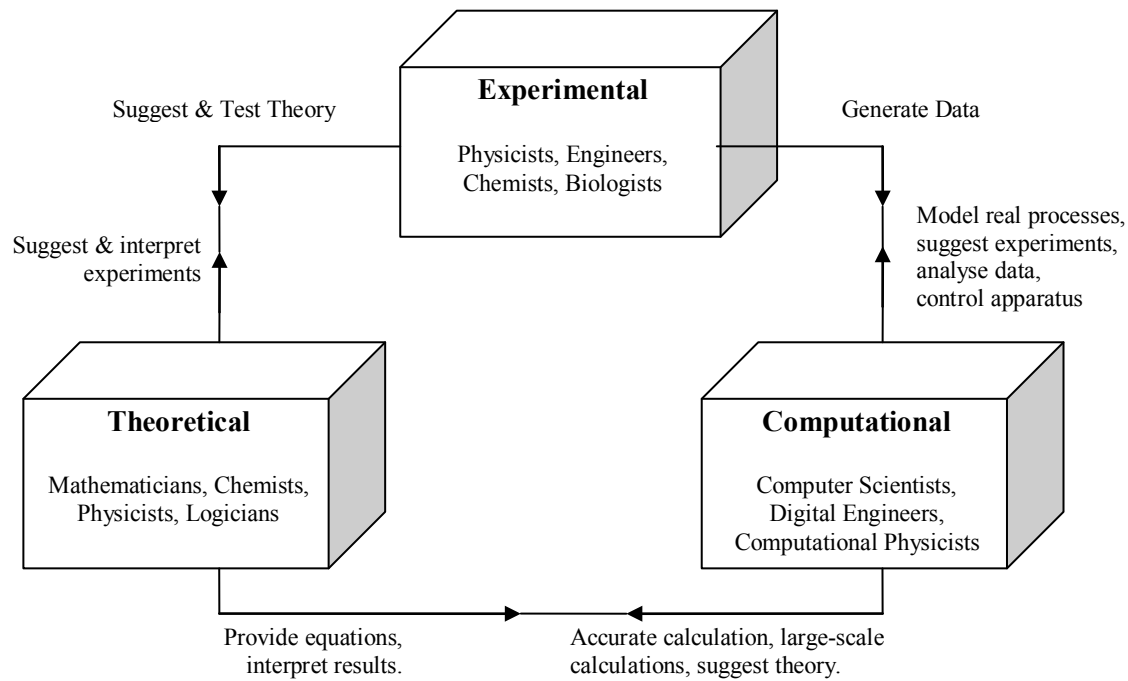 Experimental
Physicists, Engineers,
Chemists, Biologists
Suggest & Test Theory
Generate Data
Suggest & interpret
experiments
Model real processes,
suggest experiments,
analyse data,
control apparatus
Theoretical
Mathematicians, Chemists,
Physicists, Logicians
Computational
Computer Scientists,
Digital Engineers,
Computational Physicists
Provide equations,
interpret results.
Accurate calculation, large-scale
calculations, suggest theory.